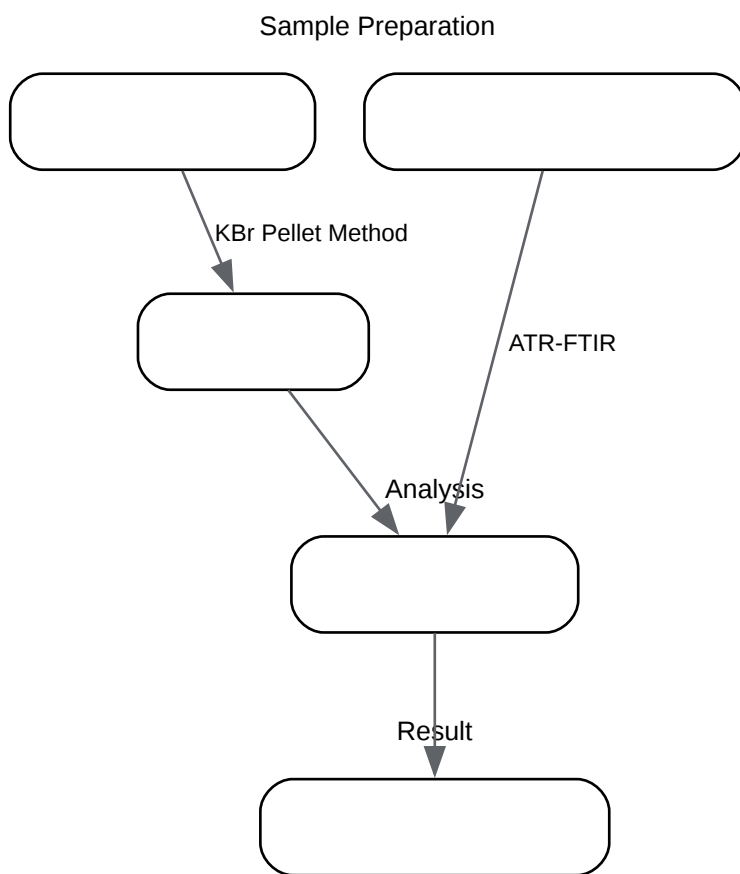 Sample Preparation
KBr Pellet Method
ATR-FTIR
Analysis
Result